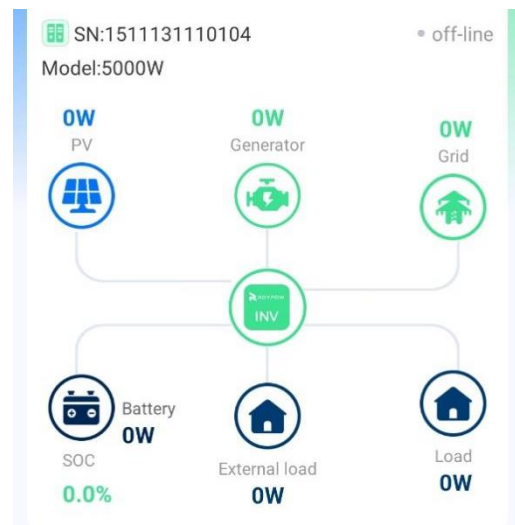 SN:1511131110104
off-line
Model:5000W
0W
PV
0W
Generator
0W
Grid
ROYPOW
INV
Battery
0W
SOC
0.0%
External load
0W
Load
0W